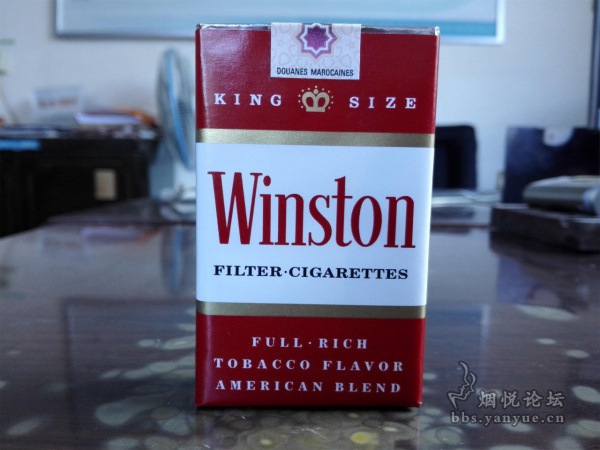 DOUANES MAROCAINES
KING SIZE
Winston
FILTER·CIGARETTES
FULL·RICH
TOBACCO FLAVOR
AMERICAN BLEND
烟悦论坛
bbs.yanyue.cn